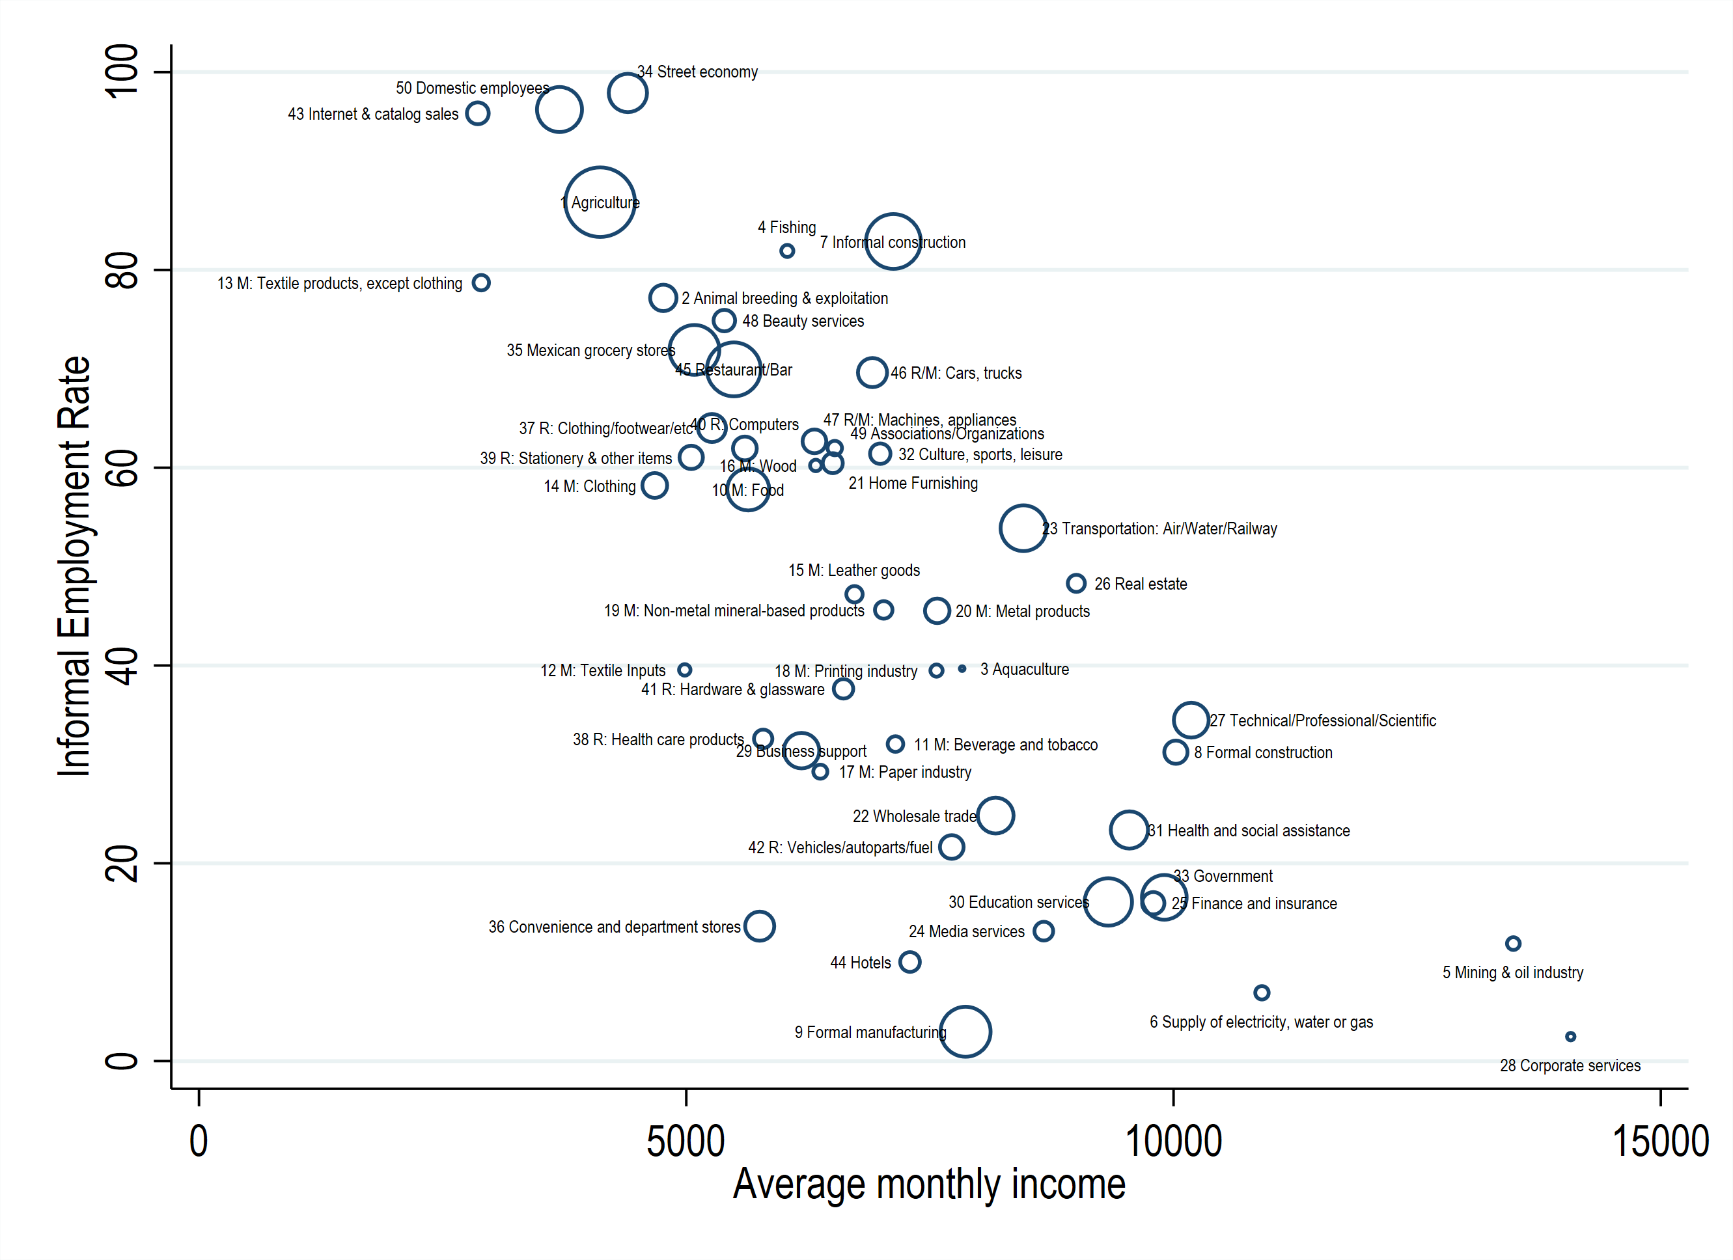 100
34 Street economy
50 Domestic employees
43 Internet & catalog sales
1 Agriculture
4 Fishing
7 Informal construction
80
13 M: Textile products, except clothing
2 Animal breeding & exploitation
48 Beauty services
35 Mexican grocery stores
45 Restaurant/Bar
46 R/M: Cars, trucks
47 R/M: Machines, appliances
37 R: Clothing/footwear/etc
40 R: Computers
49 Associations/Organizations
32 Culture, sports, leisure
39 R: Stationery & other items
16 M: Wood
60
21 Home Furnishing
14 M: Clothing
10 M: Food
23 Transportation: Air/Water/Railway
15 M: Leather goods
26 Real estate
19 M: Non-metal mineral-based products
20 M: Metal products
Informal Employment Rate
40
12 M: Textile Inputs
18 M: Printing industry
3 Aquaculture
41 R: Hardware & glassware
27 Technical/Professional/Scientific
38 R: Health care products
29 Business support
11 M: Beverage and tobacco
8 Formal construction
17 M: Paper industry
22 Wholesale trade
31 Health and social assistance
42 R: Vehicles/autoparts/fuel
20
33 Government
30 Education services
25 Finance and insurance
36 Convenience and department stores
24 Media services
44 Hotels
5 Mining & oil industry
6 Supply of electricity, water or gas
9 Formal manufacturing
28 Corporate services
0
0
5000
10000
15000
Average monthly income